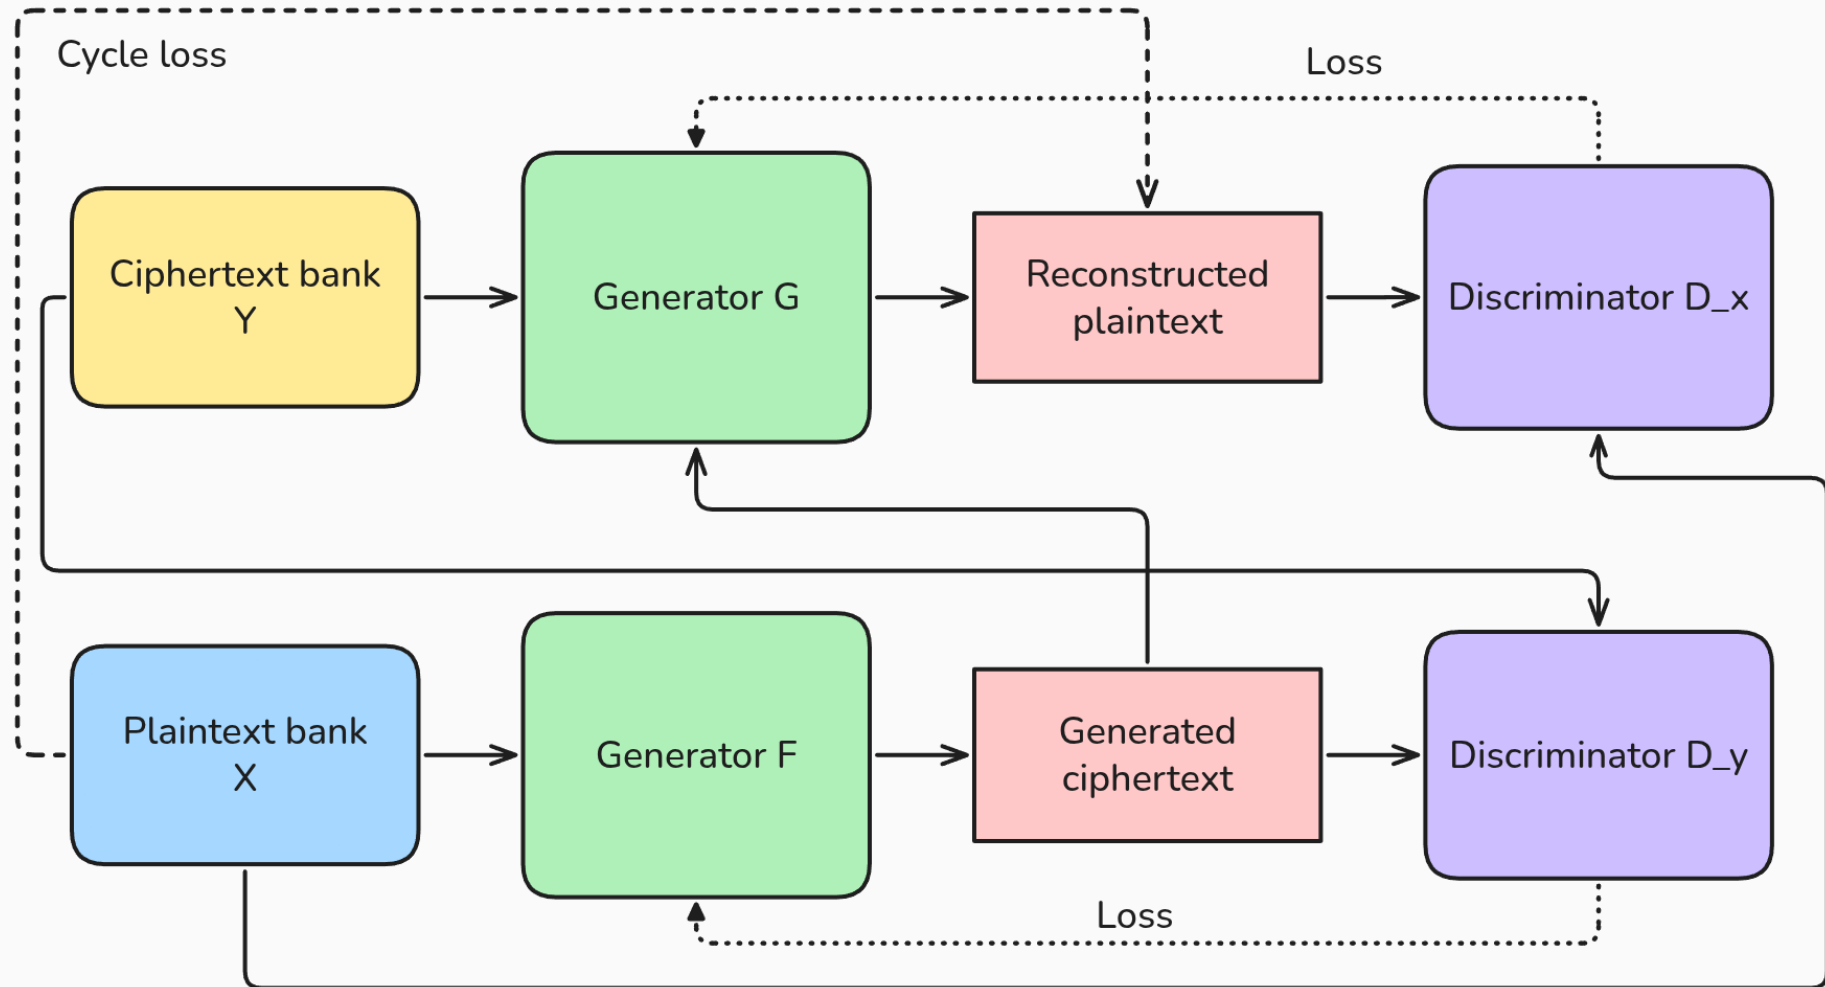 Cycle loss
Loss
Ciphertext bank
Y
Generator G
Reconstructed
plaintext
Discriminator D_x
Plaintext bank
X
Generator F
Generated
ciphertext
Discriminator D_y
Loss